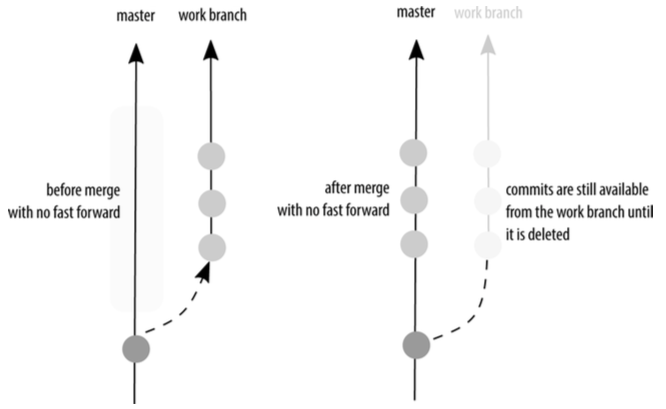 master
work branch
before merge
with no fast forward
master
work branch
after merge
with no fast forward
commits are still available
from the work branch until
it is deleted